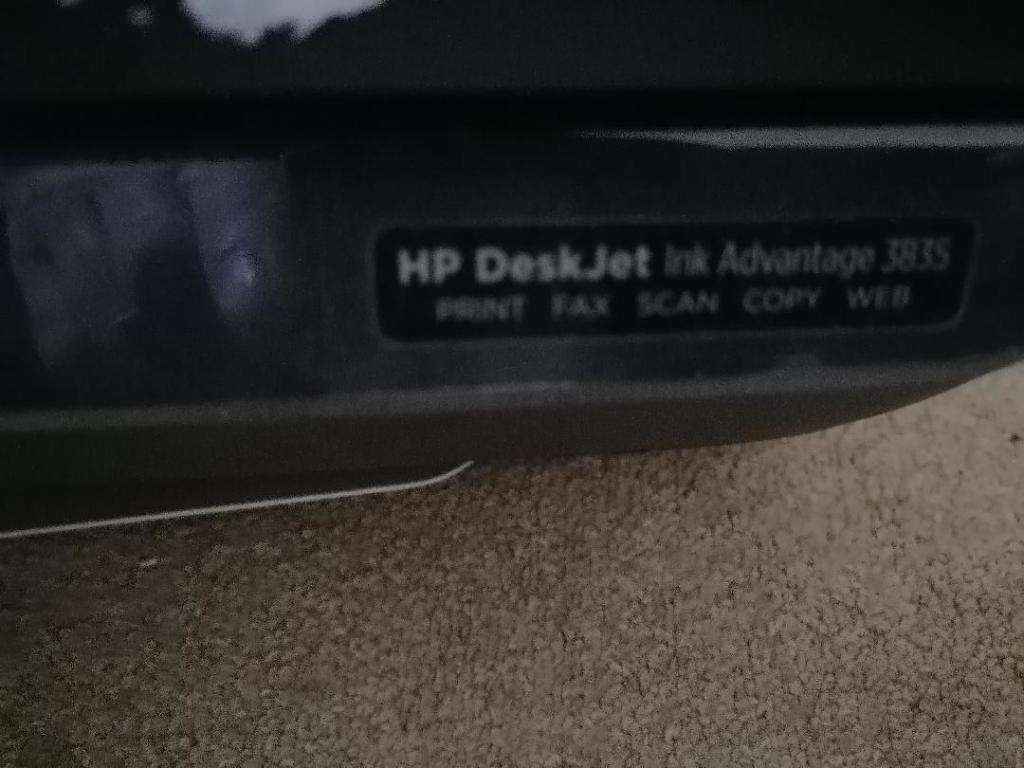 HP DeskJet Ink Advantage 3835
PRINT FAX SCAN COPY WEB